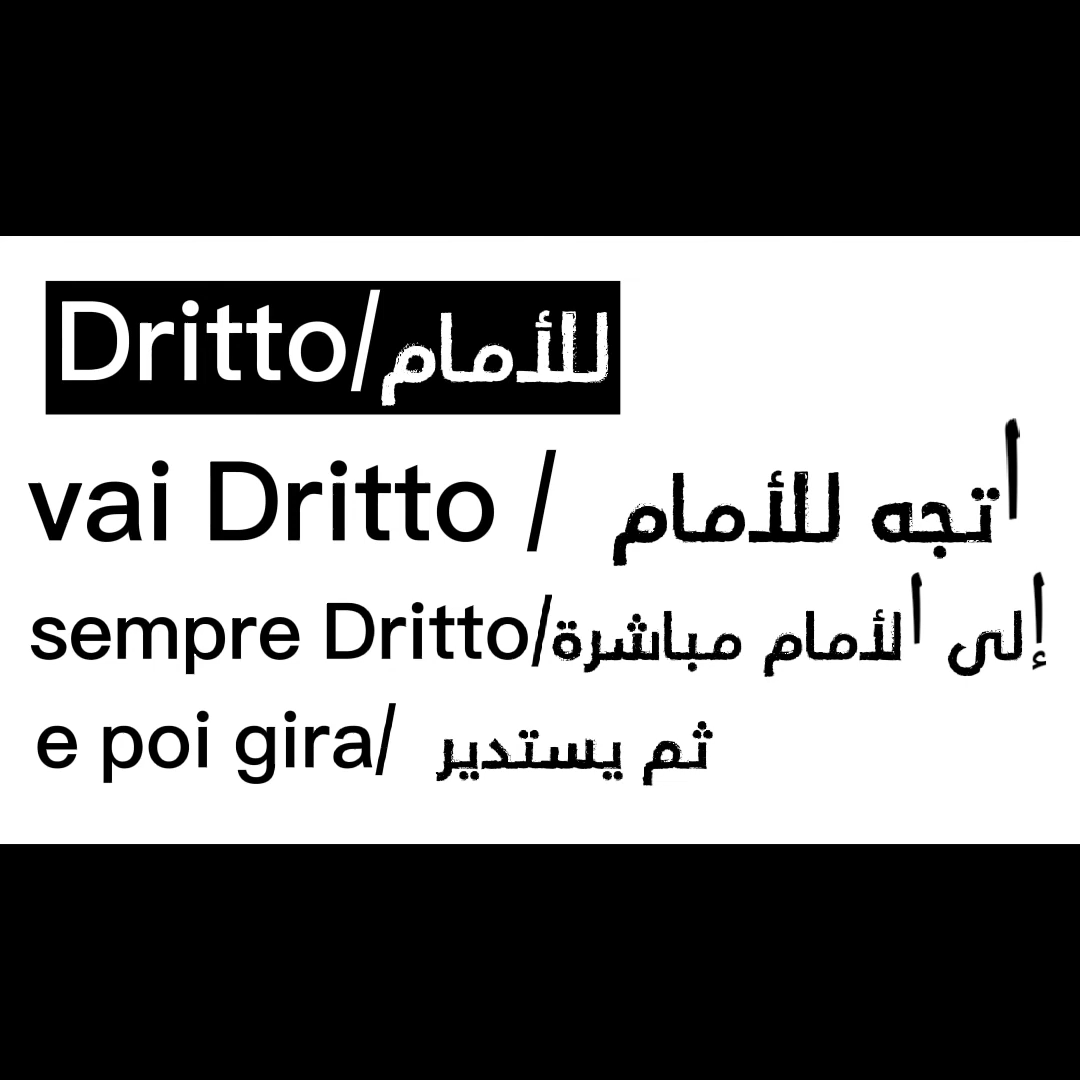 Dritto/للأمام
vai Dritto / اتجه للأمام
sempre Dritto/إلى الأمام مباشرة
e poi gira/ ثم يستدير